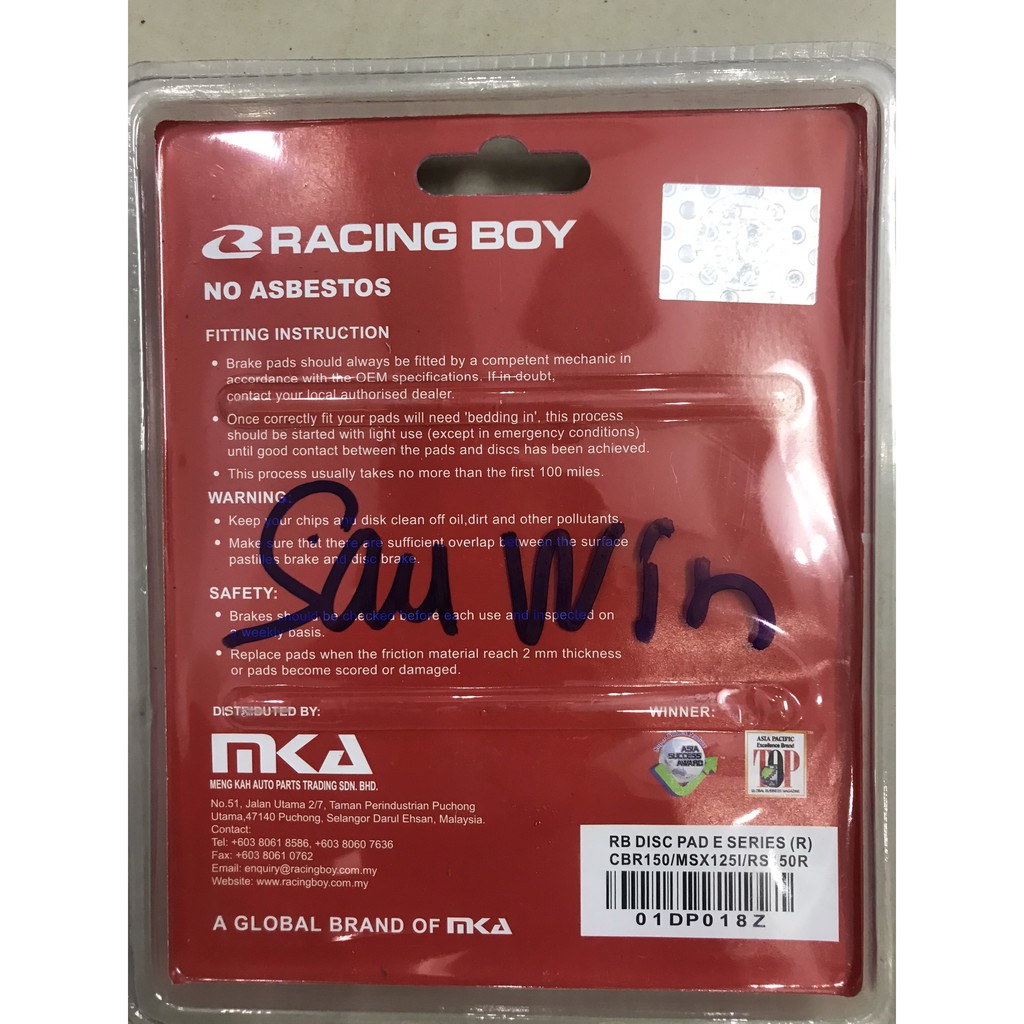 RACING BOY
NO ASBESTOS
FITTING INSTRUCTION
• Brake pads should always be fitted by a competent mechanic in
accordance with the OEM specifications. If in doubt,
contact your local authorised dealer.
• Once correctly fit your pads will need 'bedding in', this process
should be started with light use (except in emergency conditions)
until good contact between the pads and discs has been achieved.
• This process usually takes no more than the first 100 miles.
WARNING:
• Keep your chips and disk clean off oil,dirt and other pollutants.
• Make sure that there are sufficient overlap between the surface
pastilles brake and disc brake.
Sau Win
SAFETY:
• Brakes should be checked before each use and inspected on
a weekly basis.
• Replace pads when the friction material reach 2 mm thickness
or pads become scored or damaged.
DISTRIBUTED BY:
WINNER:
MKA
MENG KAH AUTO PARTS TRADING SDN. BHD.
ASIA SUCCESS AWARD
ASIA PACIFIC
Excellence Brand
TOP
GLOBAL BUSINESS MAGAZINE
No.51, Jalan Utama 2/7, Taman Perindustrian Puchong
Utama,47140 Puchong, Selangor Darul Ehsan, Malaysia.
Contact:
Tel: +603 8061 8586, +603 8060 7636
Fax: +603 8061 0762
Email: enquiry@racingboy.com.my
Website: www.racingboy.com.my
RB DISC PAD E SERIES (R)
CBR150/MSX125I/RS150R
01DP018Z
A GLOBAL BRAND OF MKA